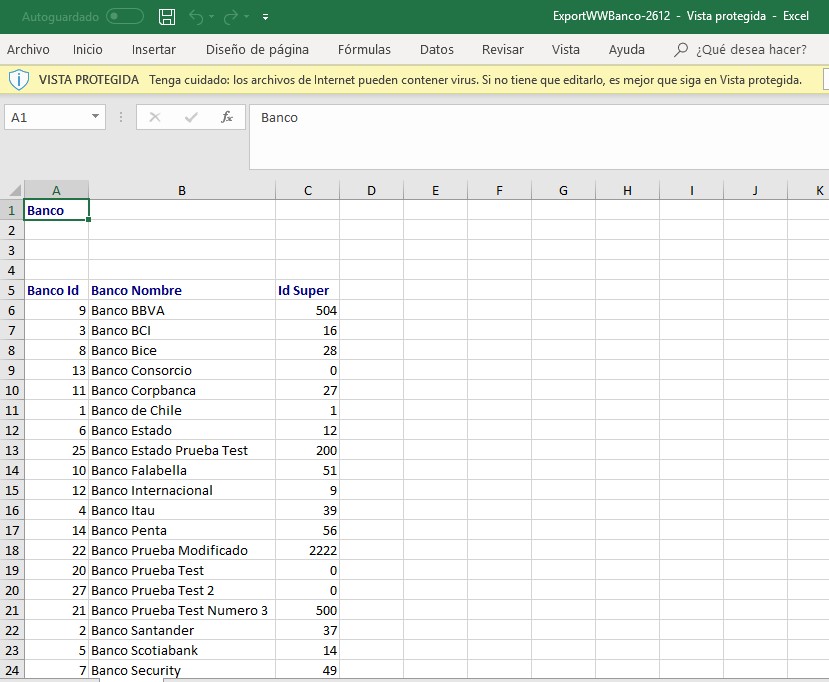 Autoguardado ExportWWBanco-2612 - Vista protegida - Excel
Archivo Inicio Insertar Diseño de página Fórmulas Datos Revisar Vista Ayuda ¿Qué desea hacer?
VISTA PROTEGIDA Tenga cuidado: los archivos de Internet pueden contener virus. Si no tiene que editarlo, es mejor que siga en Vista protegida.
A1 fx Banco
A B C D E F G H I J K
1 Banco
2
3
4
5 Banco Id Banco Nombre Id Super
6 9 Banco BBVA 504
7 3 Banco BCI 16
8 8 Banco Bice 28
9 13 Banco Consorcio 0
10 11 Banco Corpbanca 27
11 1 Banco de Chile 1
12 6 Banco Estado 12
13 25 Banco Estado Prueba Test 200
14 10 Banco Falabella 51
15 12 Banco Internacional 9
16 4 Banco Itau 39
17 14 Banco Penta 56
18 22 Banco Prueba Modificado 2222
19 20 Banco Prueba Test 0
20 27 Banco Prueba Test 2 0
21 21 Banco Prueba Test Numero 3 500
22 2 Banco Santander 37
23 5 Banco Scotiabank 14
24 7 Banco Security 49